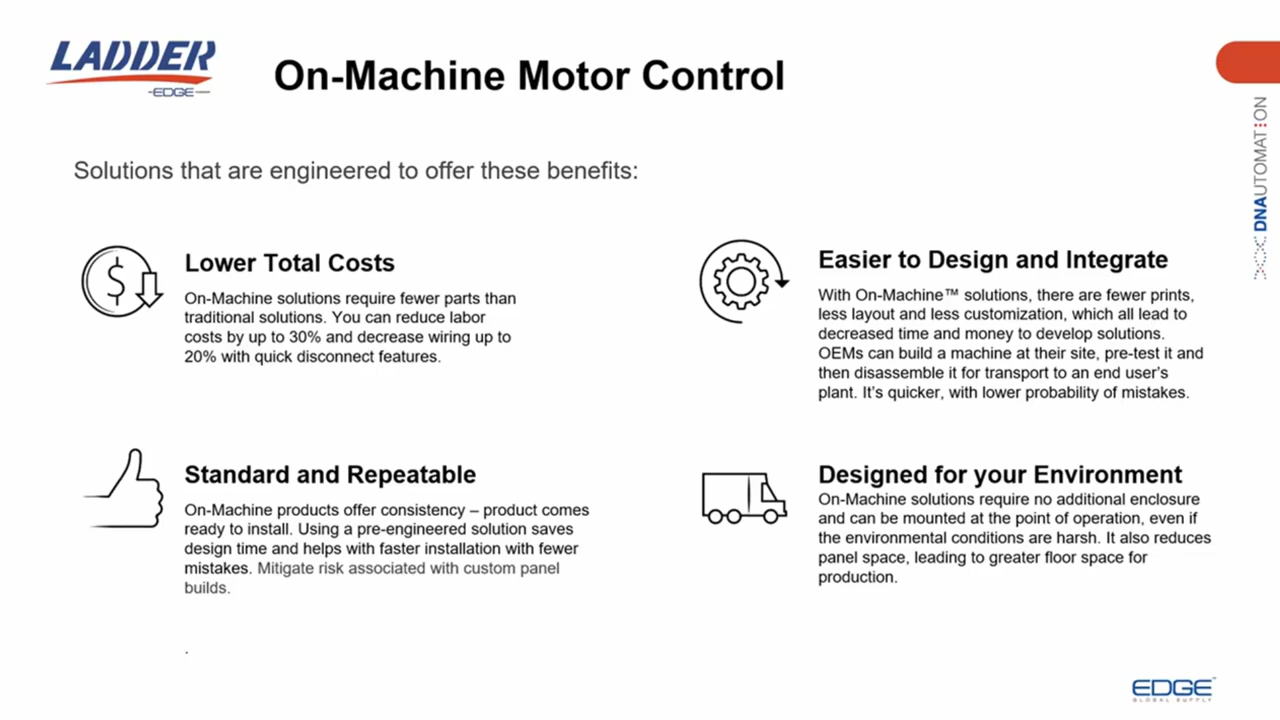 LADDER
EDGE
On-Machine Motor Control
DNAUTOMATION
Solutions that are engineered to offer these benefits:
$
Lower Total Costs
On-Machine solutions require fewer parts than
traditional solutions. You can reduce labor
costs by up to 30% and decrease wiring up to
20% with quick disconnect features.
Easier to Design and Integrate
With On-Machine™ solutions, there are fewer prints,
less layout and less customization, which all lead to
decreased time and money to develop solutions.
OEMs can build a machine at their site, pre-test it and
then disassemble it for transport to an end user’s
plant. It’s quicker, with lower probability of mistakes.
Standard and Repeatable
On-Machine products offer consistency – product comes
ready to install. Using a pre-engineered solution saves
design time and helps with faster installation with fewer
mistakes. Mitigate risk associated with custom panel
builds.
.
Designed for your Environment
On-Machine solutions require no additional enclosure
and can be mounted at the point of operation, even if
the environmental conditions are harsh. It also reduces
panel space, leading to greater floor space for
production.
EDGE™
GLOBAL SUPPLY